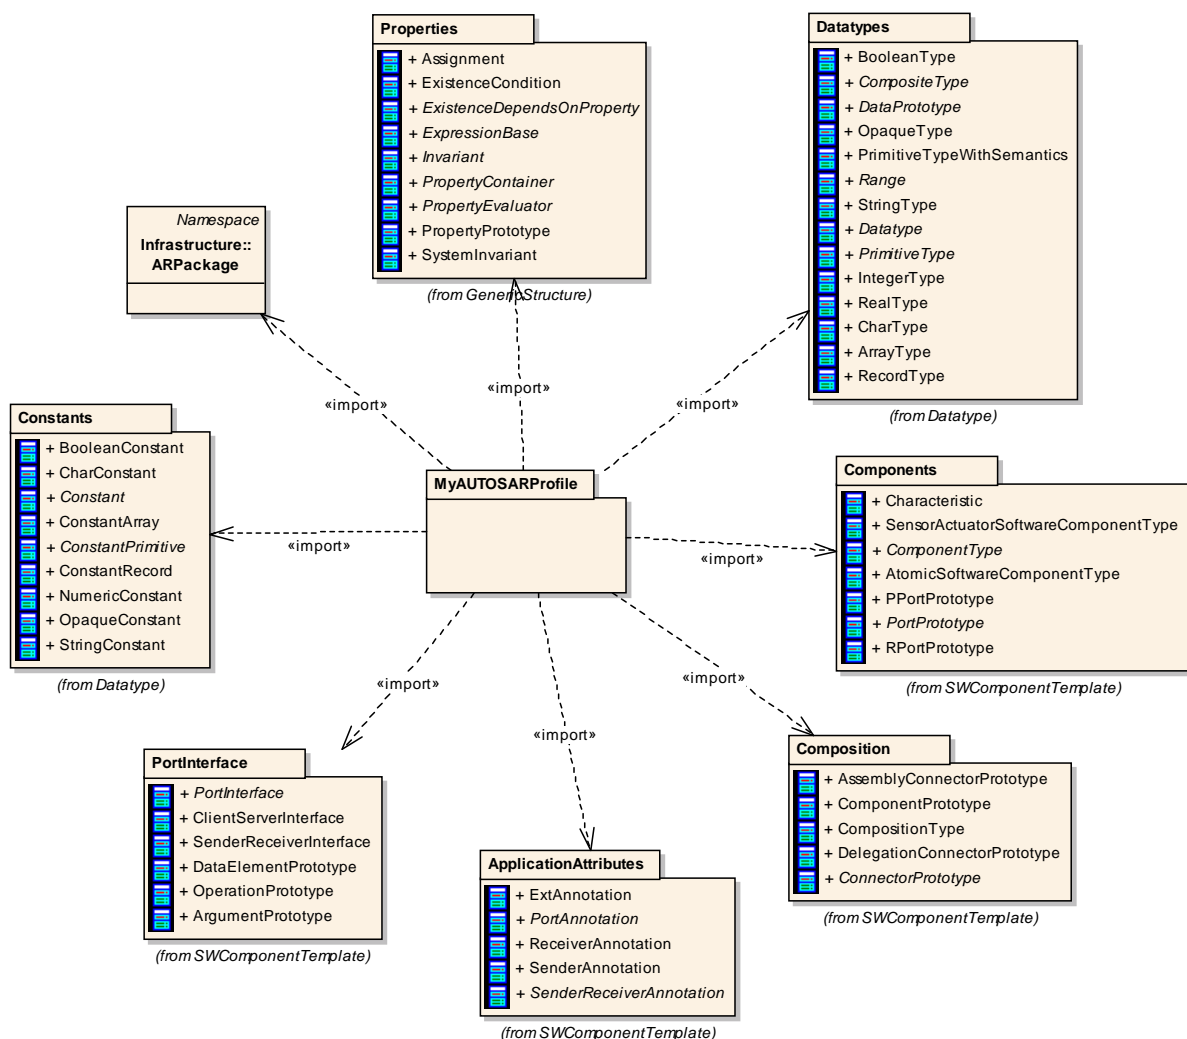 Properties
+ Assignment
+ ExistenceCondition
+ ExistenceDependsOnProperty
+ ExpressionBase
+ Invariant
+ PropertyContainer
+ PropertyEvaluator
+ PropertyPrototype
+ SystemInvariant
(from GenericStructure)
Datatypes
+ BooleanType
+ CompositeType
+ DataPrototype
+ OpaqueType
+ PrimitiveTypeWithSemantics
+ Range
+ StringType
+ Datatype
+ PrimitiveType
+ IntegerType
+ RealType
+ CharType
+ ArrayType
+ RecordType
(from Datatype)
Namespace
Infrastructure::
ARPackage
«import»
«import»
«import»
Constants
+ BooleanConstant
+ CharConstant
+ Constant
+ ConstantArray
+ ConstantPrimitive
+ ConstantRecord
+ NumericConstant
+ OpaqueConstant
+ StringConstant
(from Datatype)
MyAUTOSARProfile
«import»
«import»
Components
+ Characteristic
+ SensorActuatorSoftwareComponentType
+ ComponentType
+ AtomicSoftwareComponentType
+ PPortPrototype
+ PortPrototype
+ RPortPrototype
(from SWComponentTemplate)
«import»
«import»
«import»
PortInterface
+ PortInterface
+ ClientServerInterface
+ SenderReceiverInterface
+ DataElementPrototype
+ OperationPrototype
+ ArgumentPrototype
(from SWComponentTemplate)
ApplicationAttributes
+ ExtAnnotation
+ PortAnnotation
+ ReceiverAnnotation
+ SenderAnnotation
+ SenderReceiverAnnotation
(from SWComponentTemplate)
Composition
+ AssemblyConnectorPrototype
+ ComponentPrototype
+ CompositionType
+ DelegationConnectorPrototype
+ ConnectorPrototype
(from SWComponentTemplate)